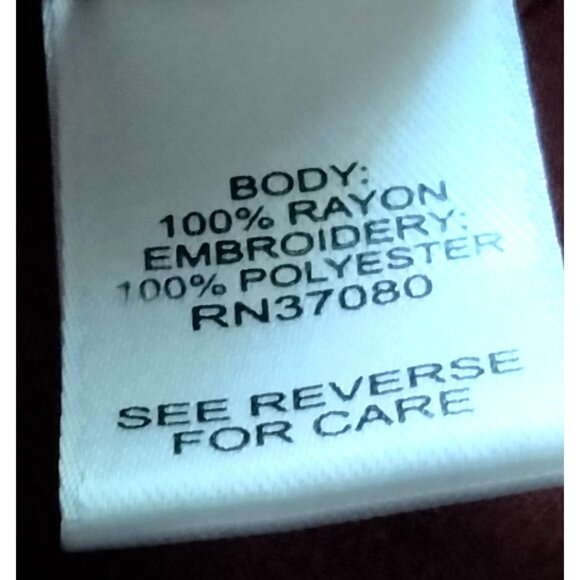 BODY:
100% RAYON
EMBROIDERY:
100% POLYESTER
RN37080
SEE REVERSE
FOR CARE